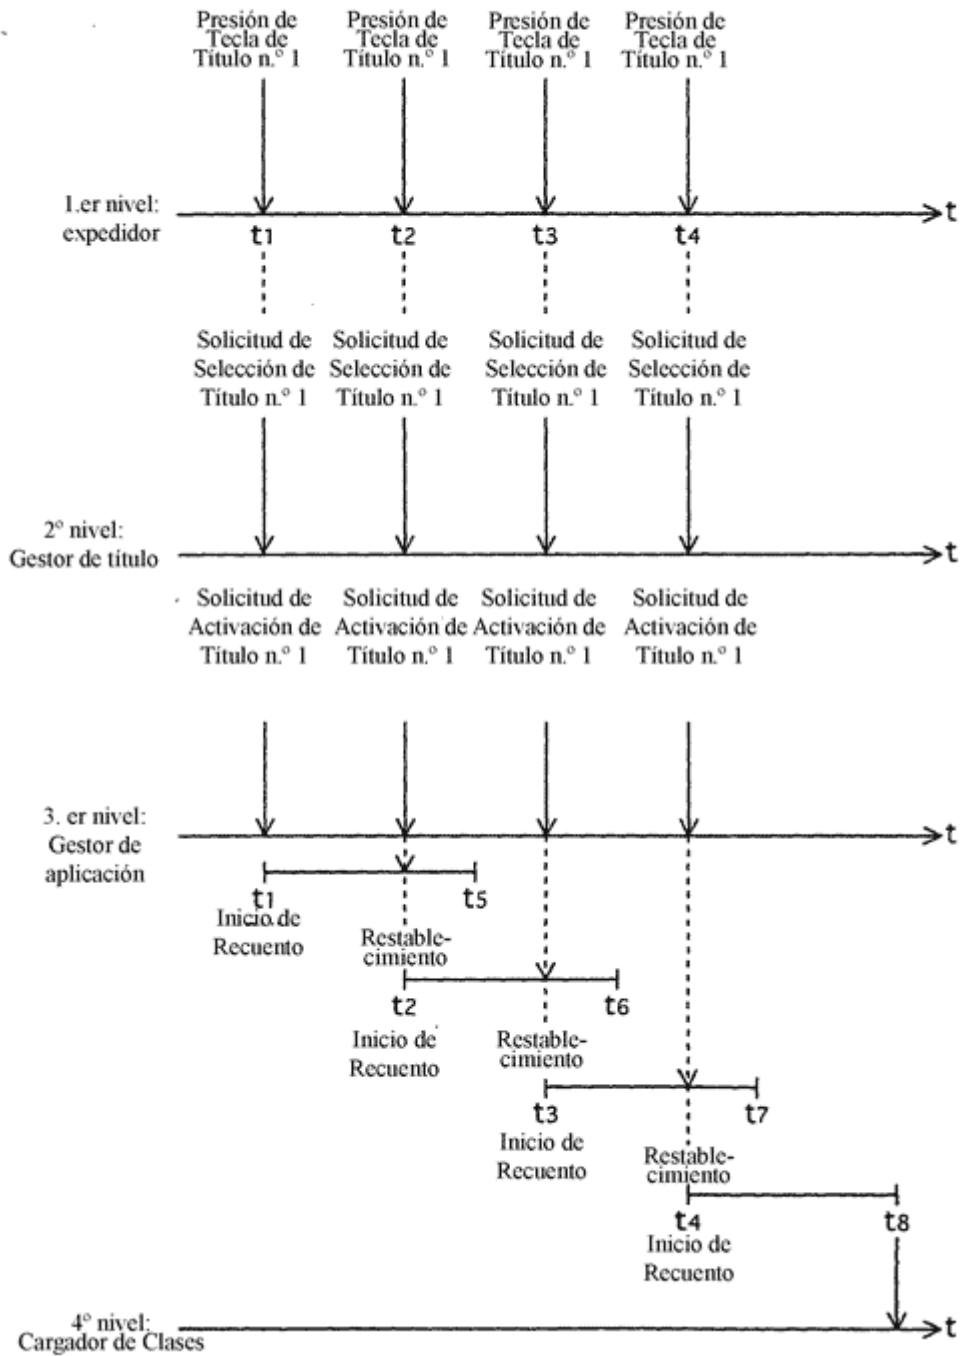 Presión de Presión de Presión de Presión de
Tecla de Tecla de Tecla de Tecla de
Título n.º 1 Título n.º 1 Título n.º 1 Título n.º 1
1.er nivel:
expedidor
t
t1 t2 t3 t4
Solicitud de Solicitud de Solicitud de Solicitud de
Selección de Selección de Selección de Selección de
Título n.º 1 Título n.º 1 Título n.º 1 Título n.º 1
2º nivel:
Gestor de título
t
Solicitud de Solicitud de Solicitud de Solicitud de
Activación de Activación de Activación de Activación de
Título n.º 1 Título n.º 1 Título n.º 1 Título n.º 1
3. er nivel:
Gestor de
aplicación
t
t1 t5
Inicio de
Recuento
Restable-
cimiento
t2 t6
Inicio de
Recuento
Restable-
cimiento
t3 t7
Inicio de
Recuento
Restable-
cimiento
t4 t8
Inicio de
Recuento
4º nivel:
Cargador de Clases
t